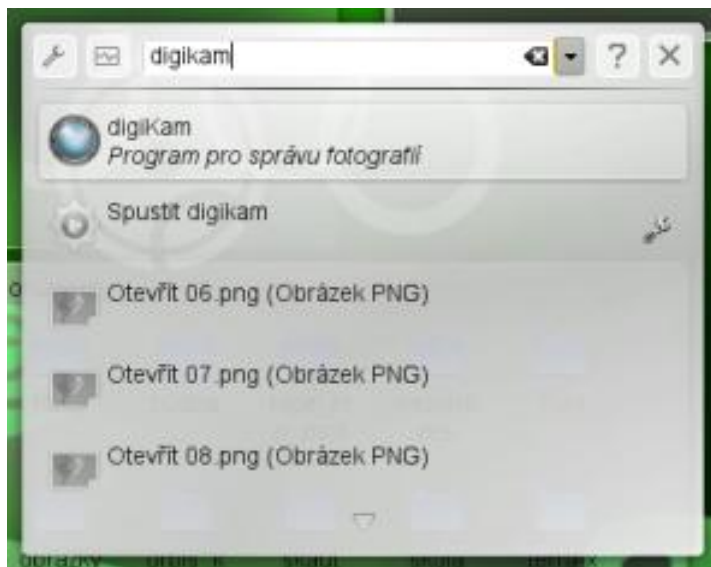 digikam
?
digiKam
Program pro správu fotografií
Spustit digikam
Otevřít 06.png (Obrázek PNG)
Otevřít 07.png (Obrázek PNG)
Otevřít 08.png (Obrázek PNG)
obrázky